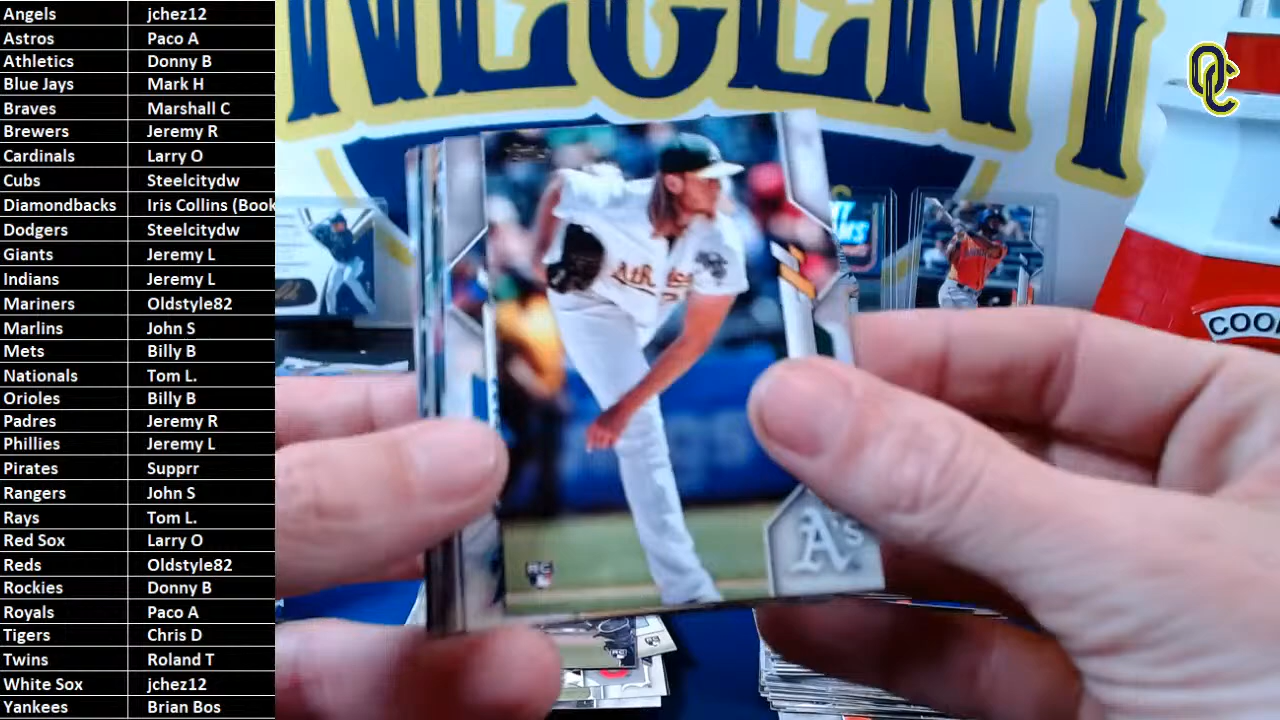 Angels jchez12
Astros Paco A
Athletics Donny B
Blue Jays Mark H
Braves Marshall C
Brewers Jeremy R
Cardinals Larry O
Cubs Steelcitydw
Diamondbacks Iris Collins (Book
Dodgers Steelcitydw
Giants Jeremy L
Indians Jeremy L
Mariners Oldstyle82
Marlins John S
Mets Billy B
Nationals Tom L.
Orioles Billy B
Padres Jeremy R
Phillies Jeremy L
Pirates Supprr
Rangers John S
Rays Tom L.
Red Sox Larry O
Reds Oldstyle82
Rockies Donny B
Royals Paco A
Tigers Chris D
Twins Roland T
White Sox jchez12
Yankees Brian Bos
OC
COO
Athletics
RC
A's